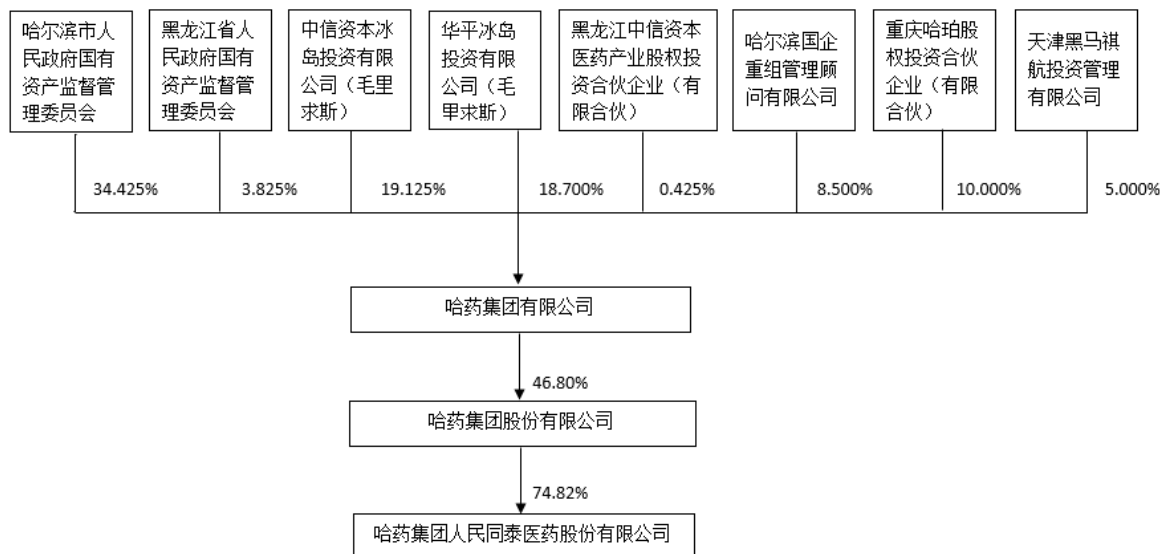 哈尔滨市人
民政府国有
资产监督管
理委员会
黑龙江省人
民政府国有
资产监督管
理委员会
中信资本冰
岛投资有限
公司（毛里
求斯）
华平冰岛
投资有限
公司（毛
里求斯）
黑龙江中信资本
医药产业股权投
资合伙企业（有
限合伙）
哈尔滨国企
重组管理顾
问有限公司
重庆哈珀股
权投资合伙
企业（有限
合伙）
天津黑马祺
航投资管理
有限公司
34.425%
3.825%
19.125%
18.700%
0.425%
8.500%
10.000%
5.000%
哈药集团有限公司
46.80%
哈药集团股份有限公司
74.82%
哈药集团人民同泰医药股份有限公司